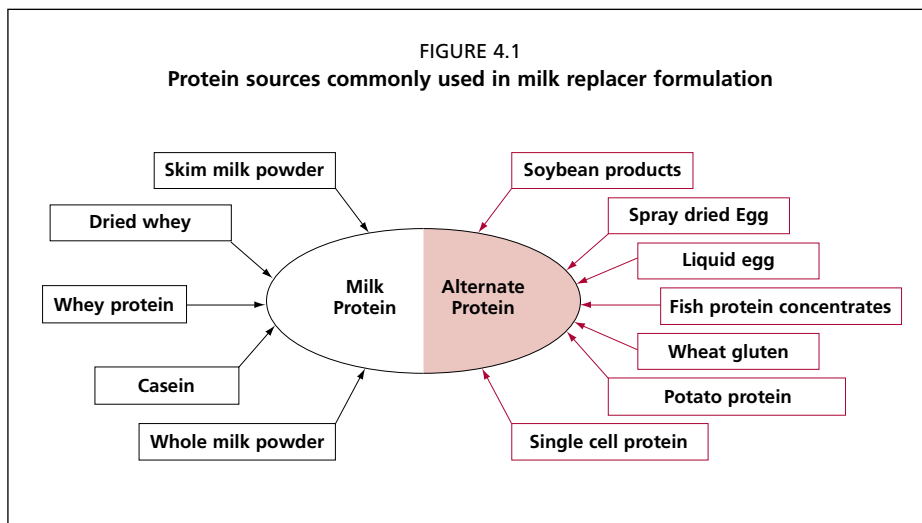 FIGURE 4.1
Protein sources commonly used in milk replacer formulation
Skim milk powder
Dried whey
Whey protein
Casein
Whole milk powder
Milk
Protein
Alternate
Protein
Soybean products
Spray dried Egg
Liquid egg
Fish protein concentrates
Wheat gluten
Potato protein
Single cell protein